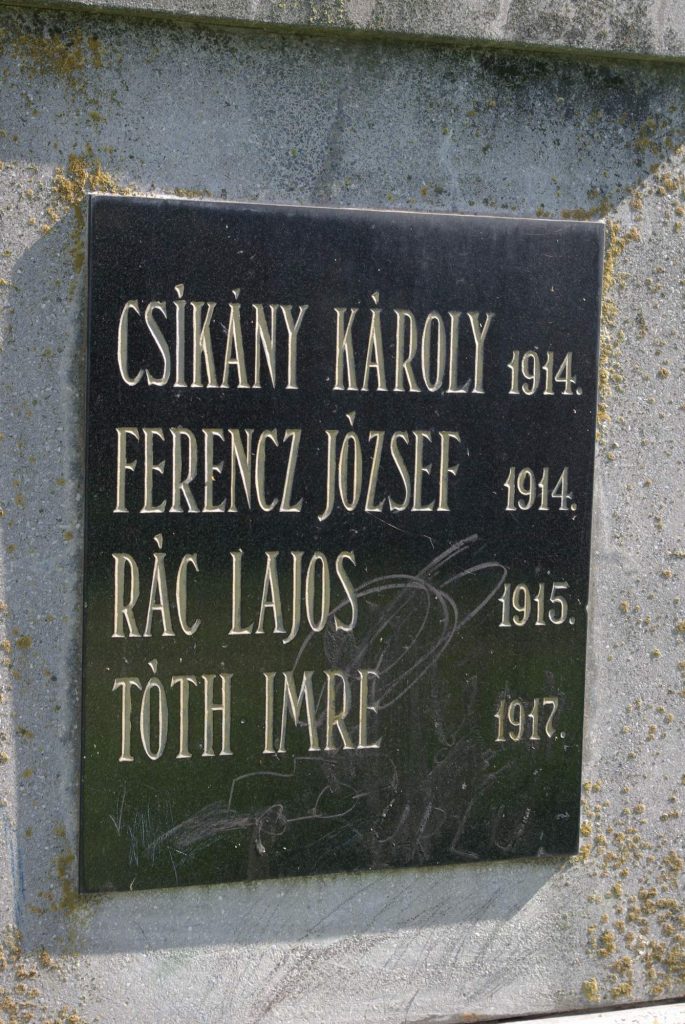 CSÍKÁNY KÁROLY 1914.
FERENCZ JÓZSEF 1914.
RÁC LAJOS 1915.
TÓTH IMRE 1917.